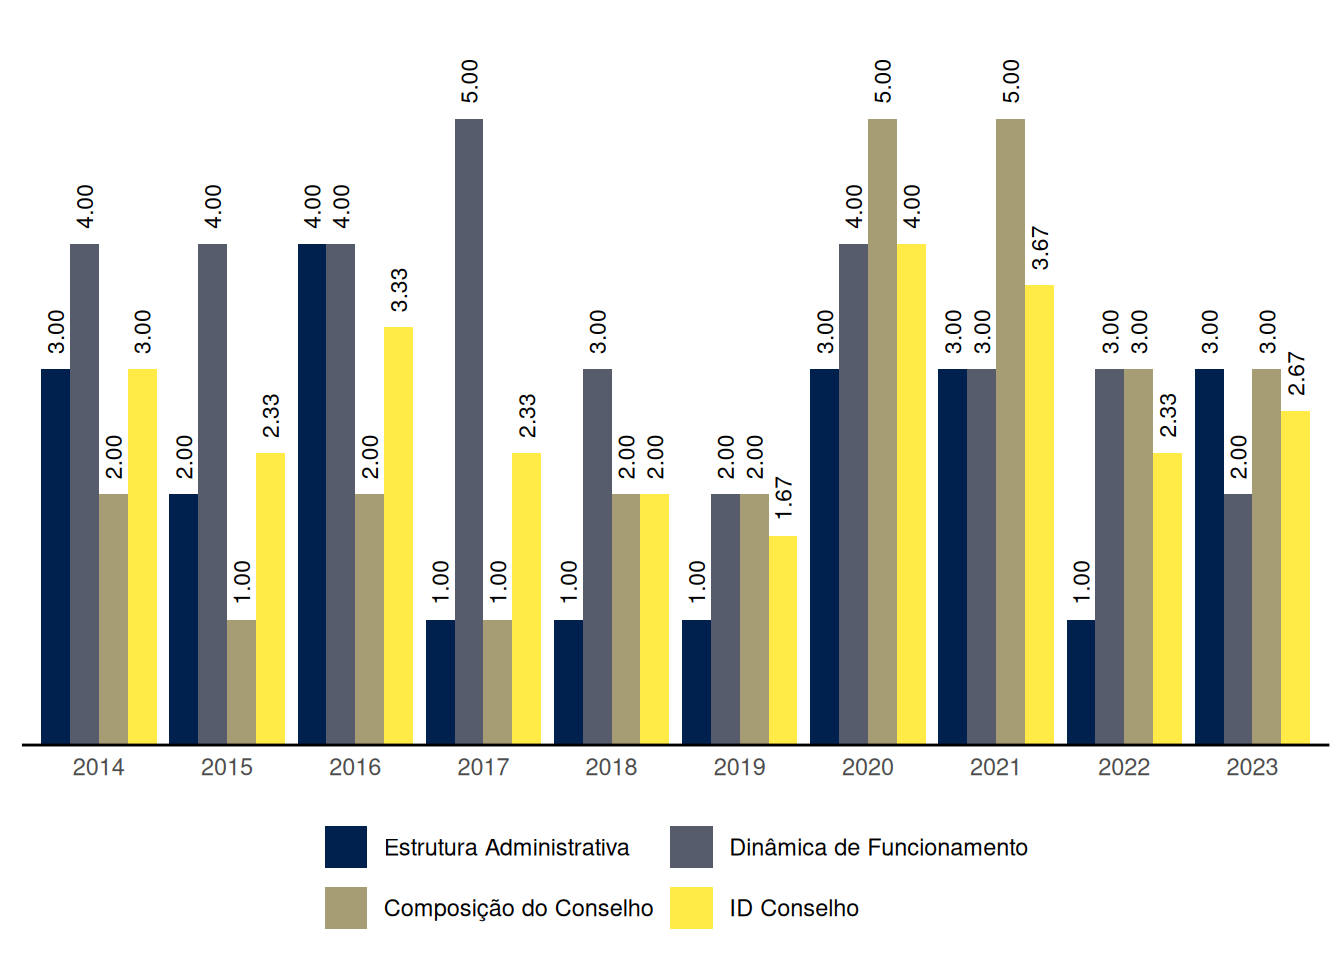 5.00 5.00 5.00
4.00 4.00 4.00 4.00 4.00 4.00
3.67
3.33
3.00 3.00 3.00 3.00 3.00 3.00 3.00 3.00 3.00 3.00
2.67
2.33 2.33 2.33
2.00 2.00 2.00 2.00 2.00 2.00 2.00 2.00
1.67
1.00 1.00 1.00 1.00 1.00 1.00
2014 2015 2016 2017 2018 2019 2020 2021 2022 2023
Estrutura Administrativa Dinâmica de Funcionamento
Composição do Conselho ID Conselho